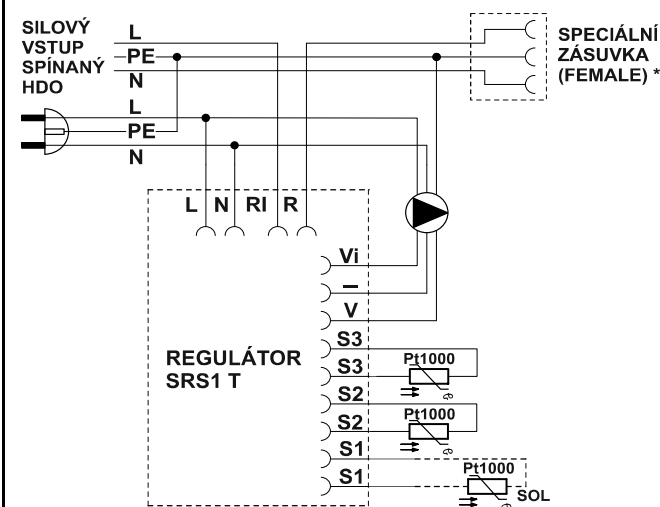 SILOVÝ
VSTUP
SPÍNANÝ
HDO
L
PE
N
L
PE
N
SPECIÁLNÍ
ZÁSUVKA
(FEMALE) *
L N RI R
Vi
–
V
S3
S3
S2
S2
S1
S1
REGULÁTOR
SRS1 T
Pt1000
Pt1000
Pt1000
SOL